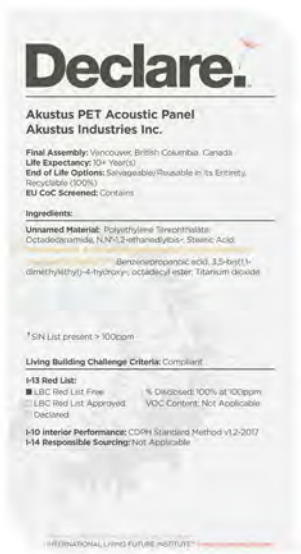 Declare.
Akustus PET Acoustic Panel
Akustus Industries Inc.
Final Assembly: Vancouver, British Columbia, Canada
Life Expectancy: 10+ Year(s)
End of Life Options: Salvageable/Reusable in its Entirety,
Recyclable (100%)
EU CoC Screened: Contains
Ingredients:
Unnamed Material: Polyethylene Terephthalate;
Octadecanamide, N,N'-1,2-ethanediylbis-; Stearic Acid;
Benzenepropanoic acid, 3,5-bis(1,1-
dimethylethyl)-4-hydroxy-, octadecyl ester; Titanium dioxide
†SIN List present > 100ppm
Living Building Challenge Criteria: Compliant
I-13 Red List:
LBC Red List Free % Disclosed: 100% at 100ppm
LBC Red List Approved VOC Content: Not Applicable
Declared
I-10 Interior Performance: CDPH Standard Method v1.2-2017
I-14 Responsible Sourcing: Not Applicable
INTERNATIONAL LIVING FUTURE INSTITUTE